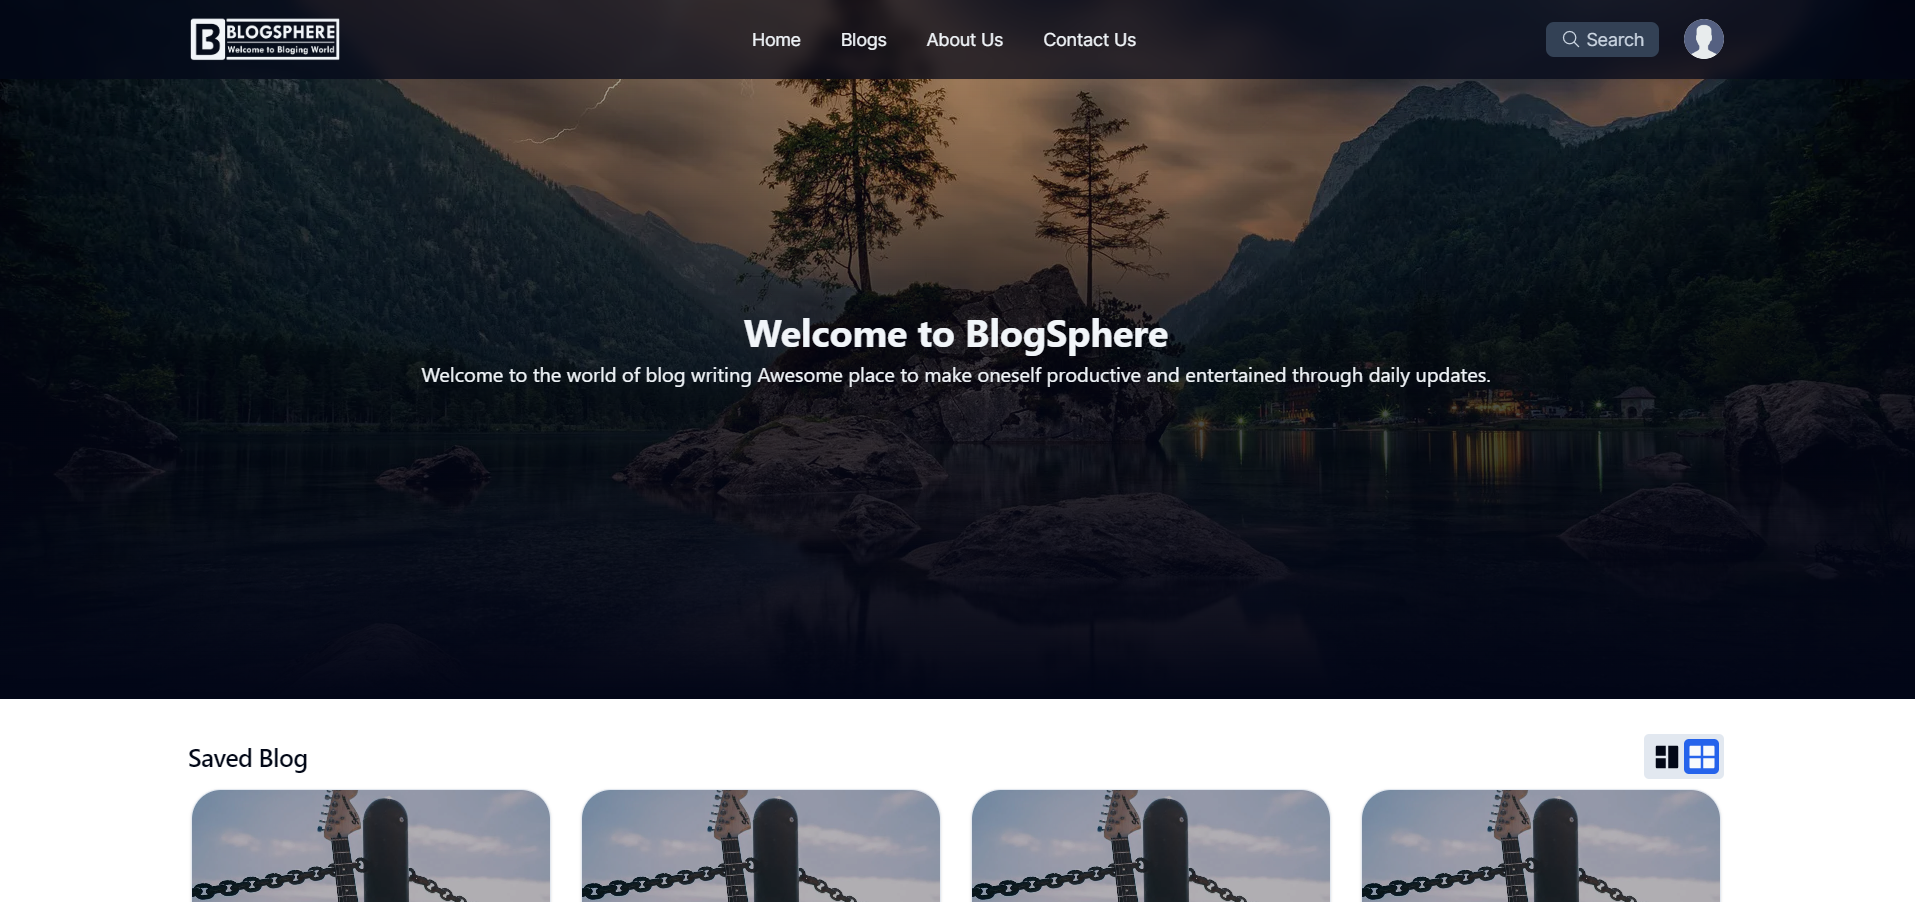 BLOGSPHERE
Welcome to Bloging World
Home
Blogs
About Us
Contact Us
Search
Welcome to BlogSphere
Welcome to the world of blog writing Awesome place to make oneself productive and entertained through daily updates.
Saved Blog